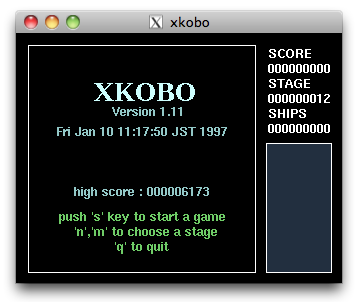 X xkobo
XKOBO
Version 1.11
Fri Jan 10 11:17:50 JST 1997
high score : 000006173
push 's' key to start a game
'n','m' to choose a stage
'q' to quit
SCORE
000000000
STAGE
000000012
SHIPS
000000000